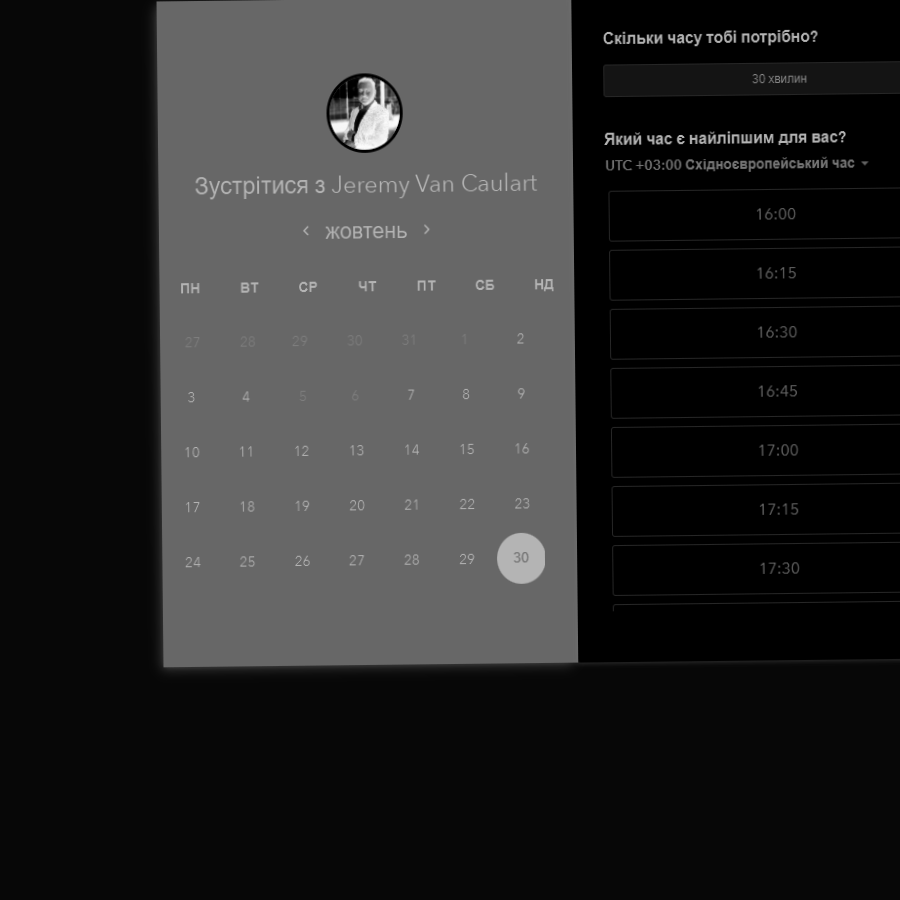 Зустрітися з Jeremy Van Caulart
‹ жовтень ›
ПН ВТ СР ЧТ ПТ СБ НД
27 28 29 30 31 1 2
3 4 5 6 7 8 9
10 11 12 13 14 15 16
17 18 19 20 21 22 23
24 25 26 27 28 29 30
Скільки часу тобі потрібно?
30 хвилин
Який час є найліпшим для вас?
UTC +03:00 Східноєвропейський час
16:00
16:15
16:30
16:45
17:00
17:15
17:30